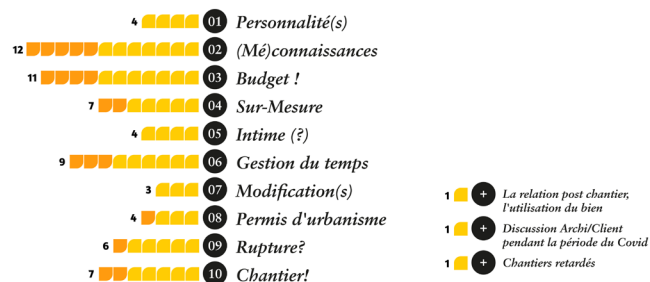 4 01 Personnalité(s)
12 02 (Mé)connaissances
11 03 Budget !
7 04 Sur-Mesure
4 05 Intime (?)
9 06 Gestion du temps
3 07 Modification(s)
4 08 Permis d'urbanisme
6 09 Rupture?
7 10 Chantier!
1 + La relation post chantier,
l'utilisation du bien
1 + Discussion Archi/Client
pendant la période du Covid
1 + Chantiers retardés